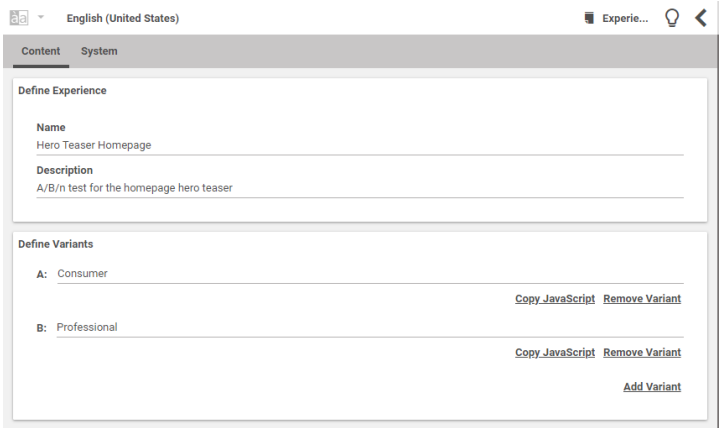 àa English (United States) Experie...
Content System
Define Experience
Name
Hero Teaser Homepage
Description
A/B/n test for the homepage hero teaser
Define Variants
A: Consumer
Copy JavaScript Remove Variant
B: Professional
Copy JavaScript Remove Variant
Add Variant